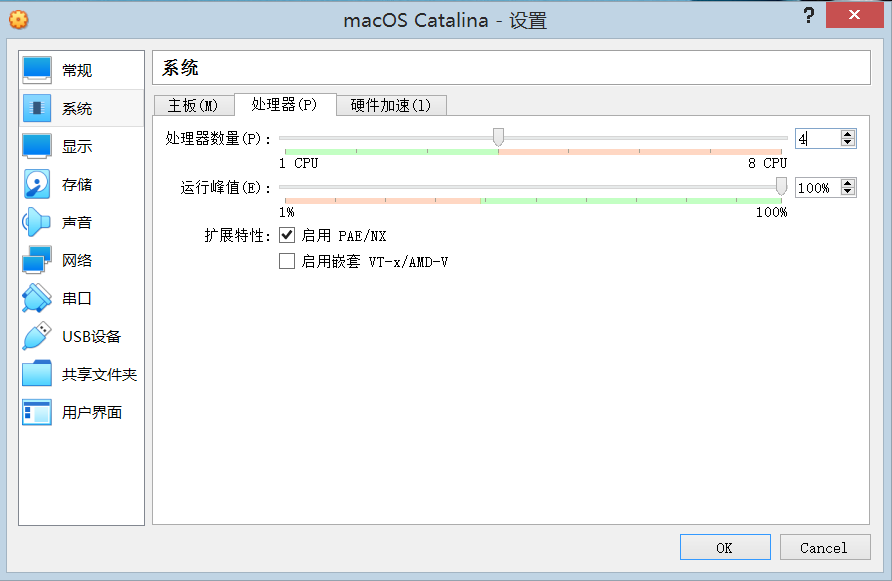 macOS Catalina - 设置
?
常规
系统
显示
存储
声音
网络
串口
USB设备
共享文件夹
用户界面
系统
主板(M) 处理器(P) 硬件加速(l)
处理器数量(P): 4
1 CPU 8 CPU
运行峰值(E): 100%
1% 100%
扩展特性: 启用 PAE/NX
启用嵌套 VT-x/AMD-V
OK Cancel